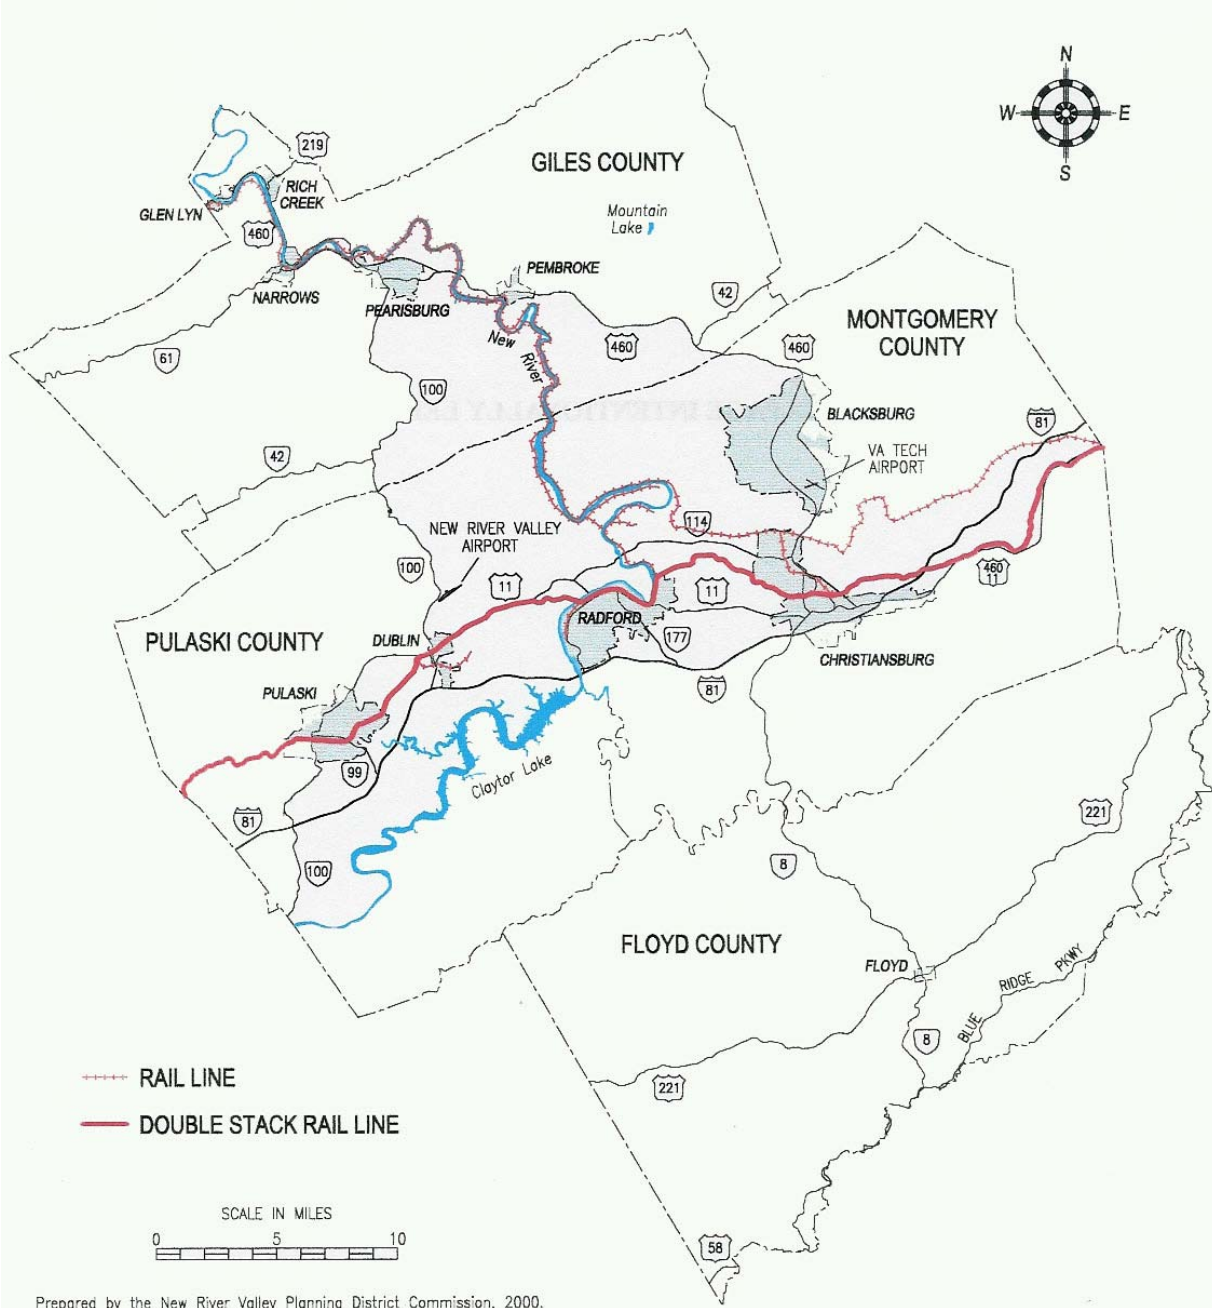 N
W
E
S
219
GILES COUNTY
RICH
CREEK
GLEN LYN
Mountain
Lake
460
PEMBROKE
NARROWS
PEARISBURG
42
MONTGOMERY
COUNTY
New
River
460
460
61
100
BLACKSBURG
81
42
VA TECH
AIRPORT
114
NEW RIVER VALLEY
AIRPORT
100
11
11
460
11
RADFORD
PULASKI COUNTY
DUBLIN
177
CHRISTIANSBURG
PULASKI
81
99
Claytor Lake
81
221
100
8
FLOYD COUNTY
FLOYD
BLUE RIDGE PKWY
8
RAIL LINE
221
DOUBLE STACK RAIL LINE
SCALE IN MILES
0 5 10
58
Prepared by the New River Valley Planning District Commission, 2000.